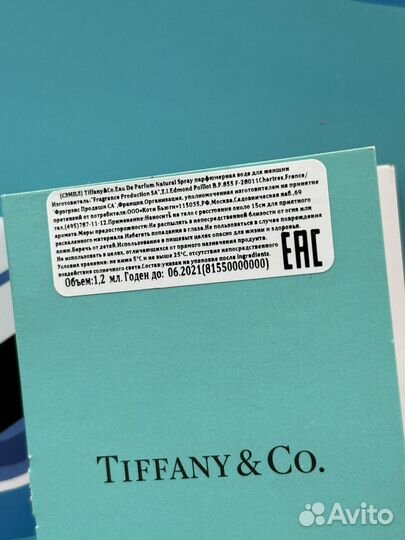 (СЭМПЛ) Tiffany&Co.Eau De Parfum Natural Spray парфюмерная вода для женщин
Изготовитель:"Fragrance Production SA",Z.I.Edmond Poillot B.P.853 F-28011Chartres,France/
"Фрэгрэнс Продакшн СА",Франция.Организация, уполномоченная изготовителем на принятие
претензий от потребителя:ООО«Коти Бьюти»115035,РФ,Москва,Садовническая наб.69
тел.(495)787-11-12.Применение:Наносить на тело с расстояния около 15см для приятного
аромата.Меры предосторожности:Не распылять в непосредственной близости от огня или
раскаленного материала.Избегать попадания в глаза.Не пользоваться в случае повреждения
кожи.Беречь от детей.Использование в пищевых целях опасно для жизни и здоровья.
Не использовать в целях, отличающихся от прямого назначения продукта.
Условия хранения: не ниже 5°С и не выше 25°С, отсутствие непосредственного
воздействия солнечного света.Состав:указан на упаковке после ingredients.
Объем:1,2 мл. Годен до: 06.2021(81550000000)
EAC
TIFFANY & CO.
Avito